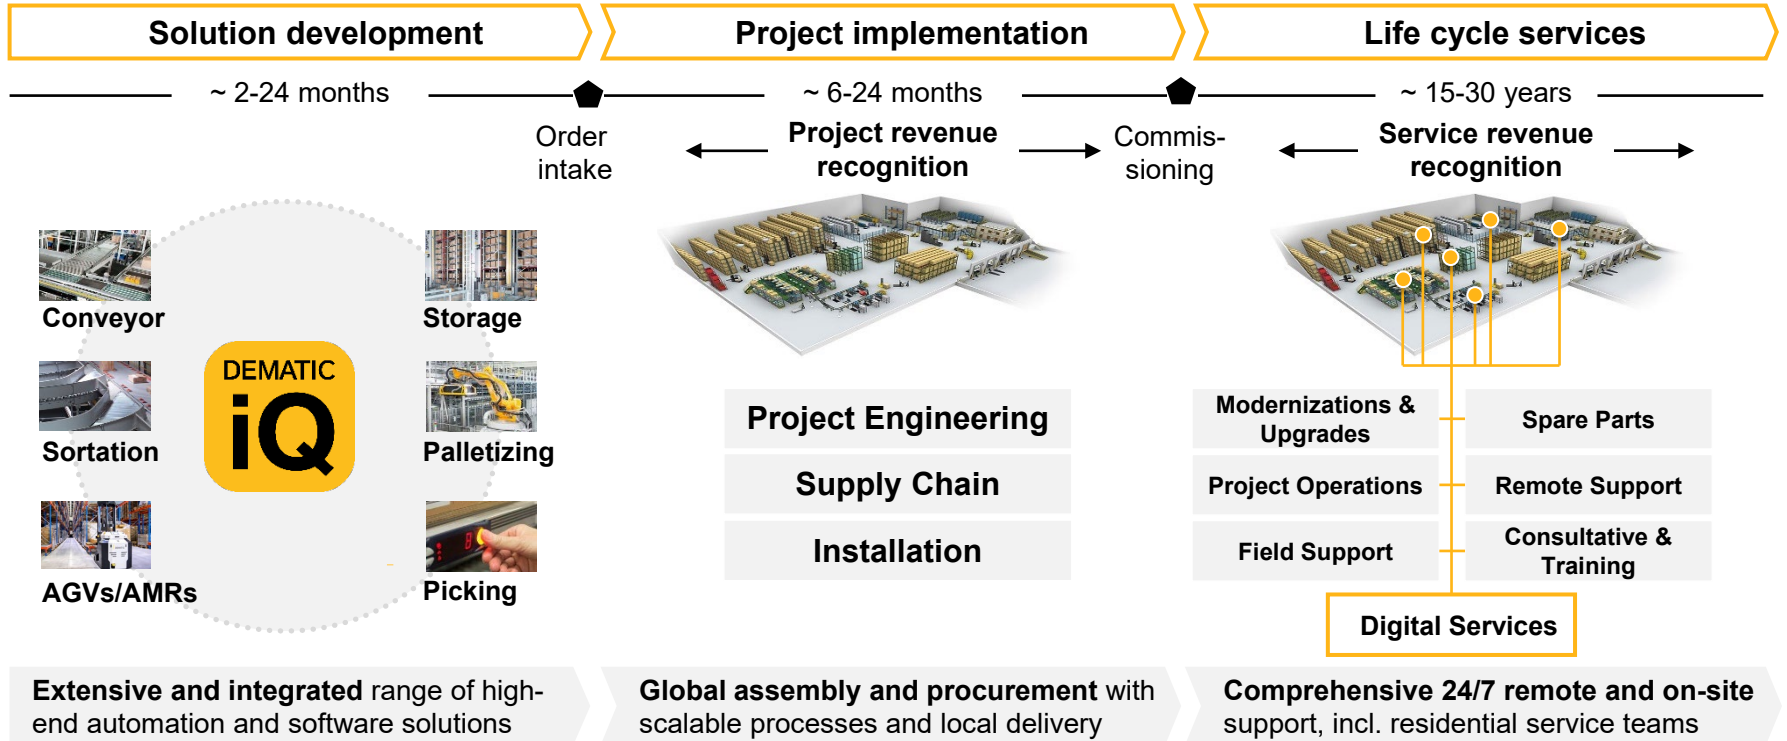 Solution development
Project implementation
Life cycle services
~ 2-24 months
~ 6-24 months
~ 15-30 years
Order
intake
Project revenue
recognition
Commis-
sioning
Service revenue
recognition
Conveyor
Storage
DEMATIC
iQ
Sortation
Palletizing
AGVs/AMRs
Picking
Project Engineering
Supply Chain
Installation
Modernizations &
Upgrades
Spare Parts
Project Operations
Remote Support
Field Support
Consultative &
Training
Digital Services
Extensive and integrated range of high-
end automation and software solutions
Global assembly and procurement with
scalable processes and local delivery
Comprehensive 24/7 remote and on-site
support, incl. residential service teams